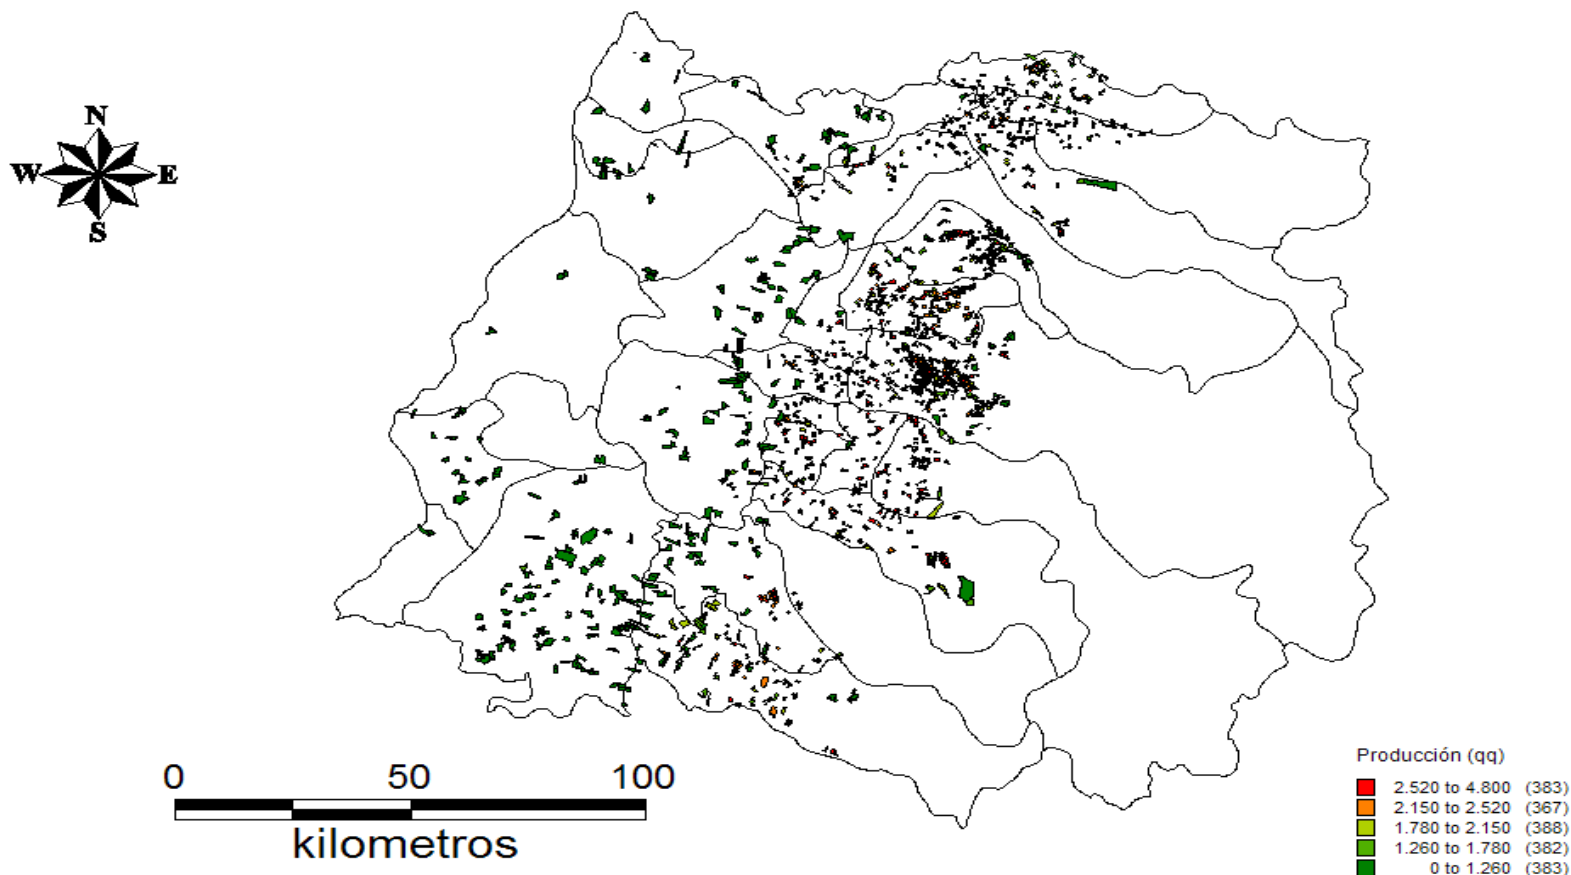 N
W E
S
0 50 100
kilometros
Producción (qq)
2.520 to 4.800 (383)
2.150 to 2.520 (367)
1.780 to 2.150 (388)
1.260 to 1.780 (382)
0 to 1.260 (383)